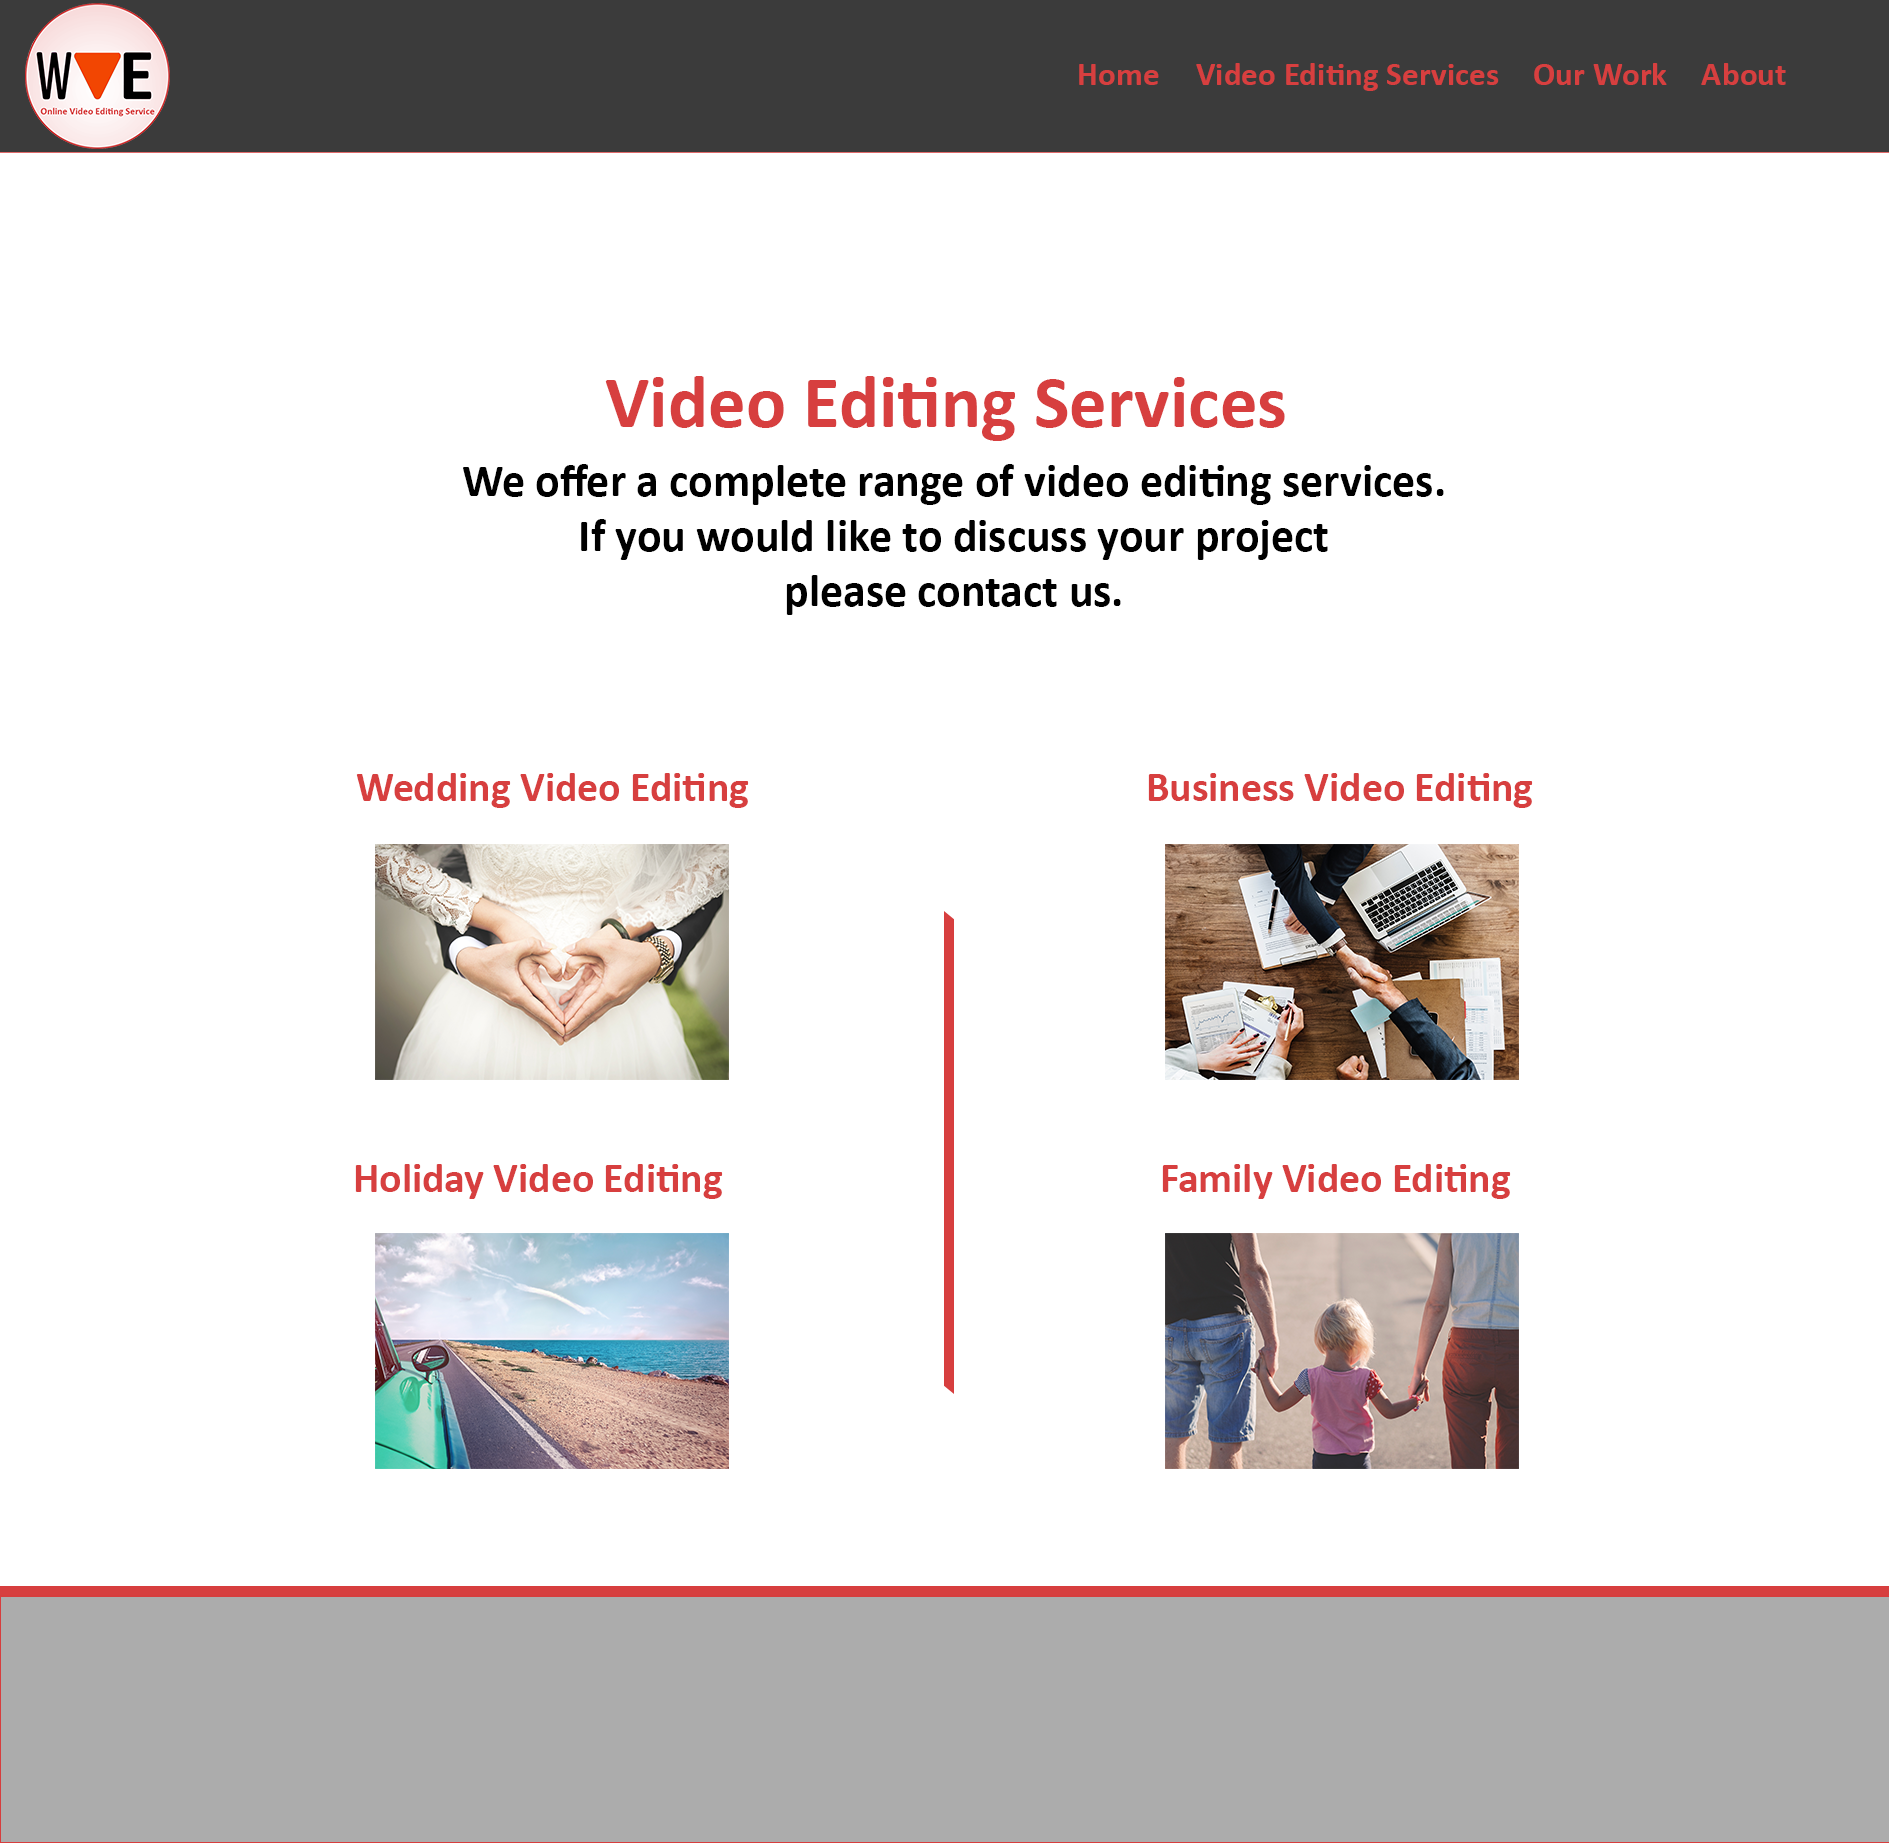 W▼E
Online Video Editing Service
Home Video Editing Services Our Work About
Video Editing Services
We offer a complete range of video editing services.
If you would like to discuss your project
please contact us.
Wedding Video Editing
Business Video Editing
Holiday Video Editing
Family Video Editing